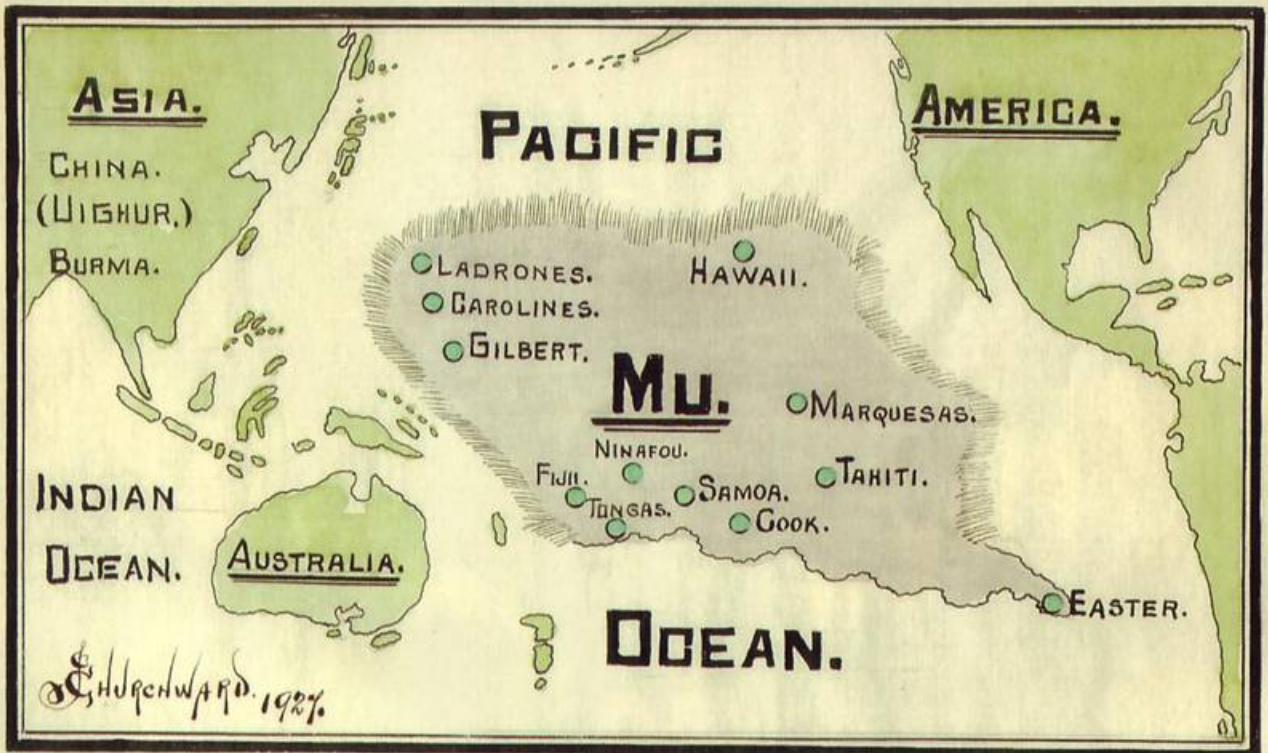 ASIA.
CHINA.
(UIGHUR.)
BURMA.
PACIFIC
AMERICA.
LADRONES.
CAROLINES.
GILBERT.
HAWAII.
MU.
MARQUESAS.
NINAFOU.
FIJI.
TONGAS.
SAMOA.
TAHITI.
COOK.
INDIAN
OCEAN.
AUSTRALIA.
EASTER.
OCEAN.
J CHURCHWARD. 1927.